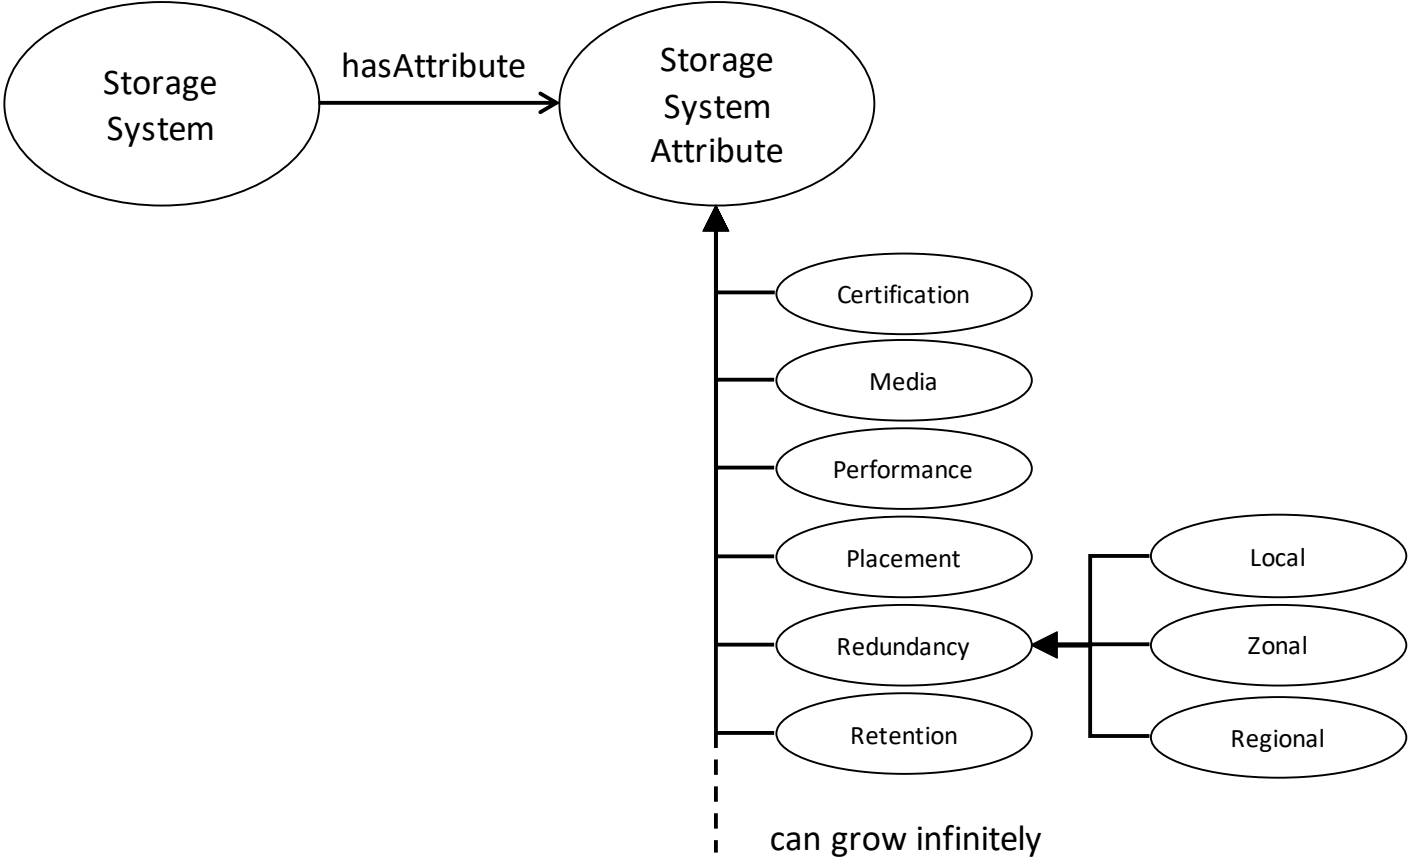 Storage
System
hasAttribute
Storage
System
Attribute
Certification
Media
Performance
Placement
Redundancy
Retention
Local
Zonal
Regional
can grow infinitely